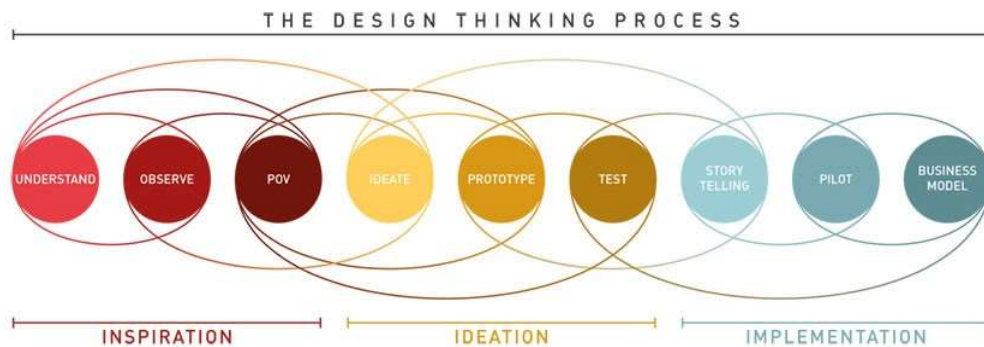 THE DESIGN THINKING PROCESS
UNDERSTAND
OBSERVE
POV
IDEATE
PROTOTYPE
TEST
STORY
TELLING
PILOT
BUSINESS
MODEL
INSPIRATION
IDEATION
IMPLEMENTATION